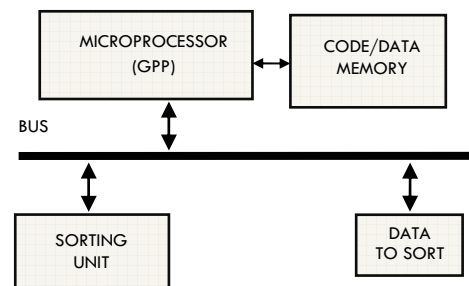 MICROPROCESSOR
(GPP)
CODE/DATA
MEMORY
BUS
SORTING
UNIT
DATA
TO SORT